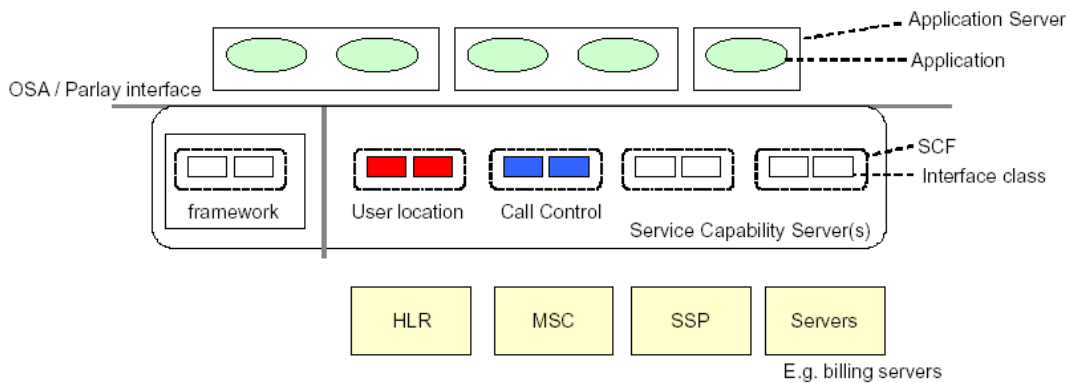 Application Server
Application
OSA / Parlay interface
SCF
Interface class
framework
User location
Call Control
Service Capability Server(s)
HLR
MSC
SSP
Servers
E.g. billing servers